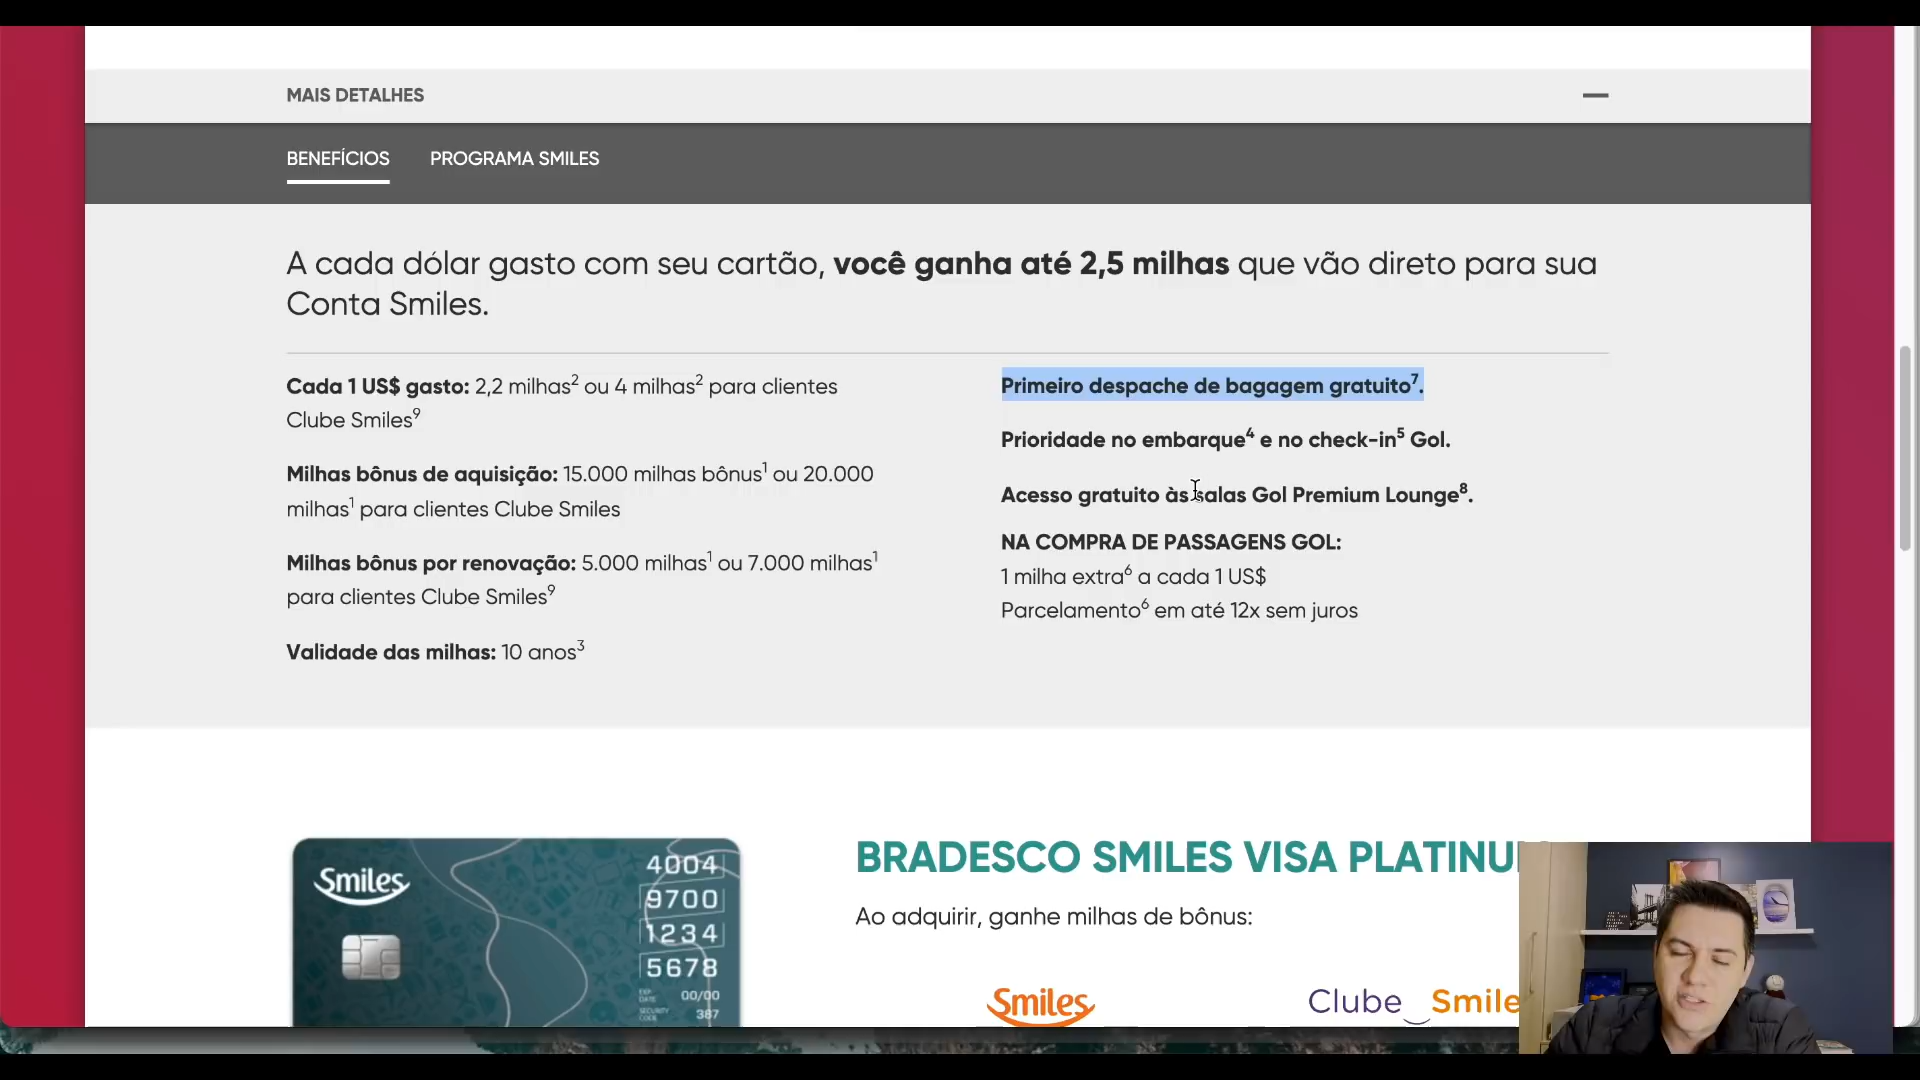 MAIS DETALHES
BENEFÍCIOS PROGRAMA SMILES
A cada dólar gasto com seu cartão, você ganha até 2,5 milhas que vão direto para sua
Conta Smiles.
Cada 1 US$ gasto: 2,2 milhas² ou 4 milhas² para clientes
Clube Smiles⁹
Milhas bônus de aquisição: 15.000 milhas bônus¹ ou 20.000
milhas¹ para clientes Clube Smiles
Milhas bônus por renovação: 5.000 milhas¹ ou 7.000 milhas¹
para clientes Clube Smiles⁹
Validade das milhas: 10 anos³
Primeiro despache de bagagem gratuito⁷.
Prioridade no embarque⁴ e no check-in⁵ Gol.
Acesso gratuito às salas Gol Premium Lounge⁸.
NA COMPRA DE PASSAGENS GOL:
1 milha extra⁶ a cada 1 US$
Parcelamento⁶ em até 12x sem juros
Smiles
4004
9700
1234
5678
EXP. DATE 00/00
SECURITY CODE 387
BRADESCO SMILES VISA PLATINU
Ao adquirir, ganhe milhas de bônus:
Smiles
Clube Smile